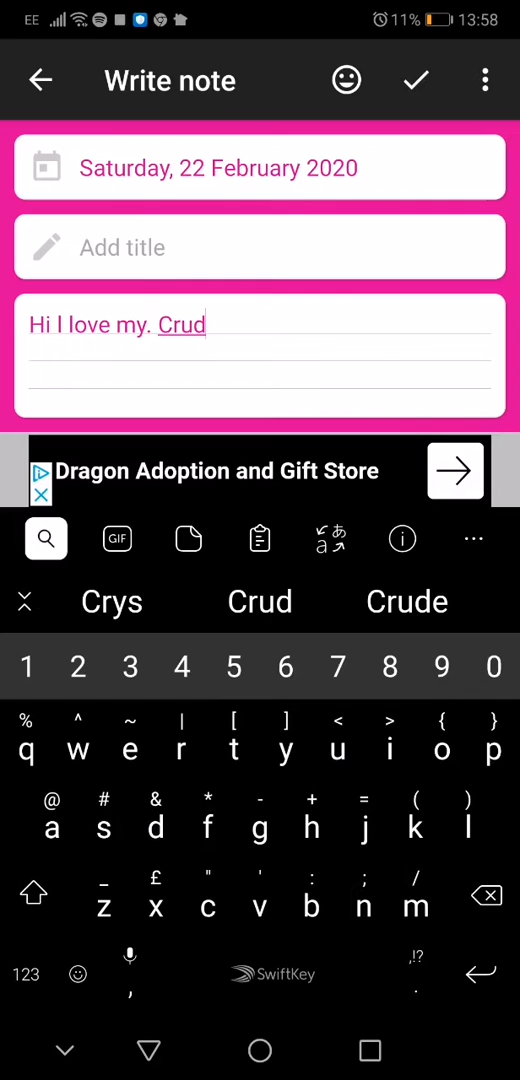 EE 11% 13:58
Write note
Saturday, 22 February 2020
Add title
Hi I love my. Crud
Dragon Adoption and Gift Store
GIF あ a
Crys Crud Crude
1 2 3 4 5 6 7 8 9 0
% ^ ~ | [ ] < > { }
q w e r t y u i o p
@ # & * - + = ( )
a s d f g h j k l
_ £ " ' : ; /
z x c v b n m
123 , SwiftKey ,!? .